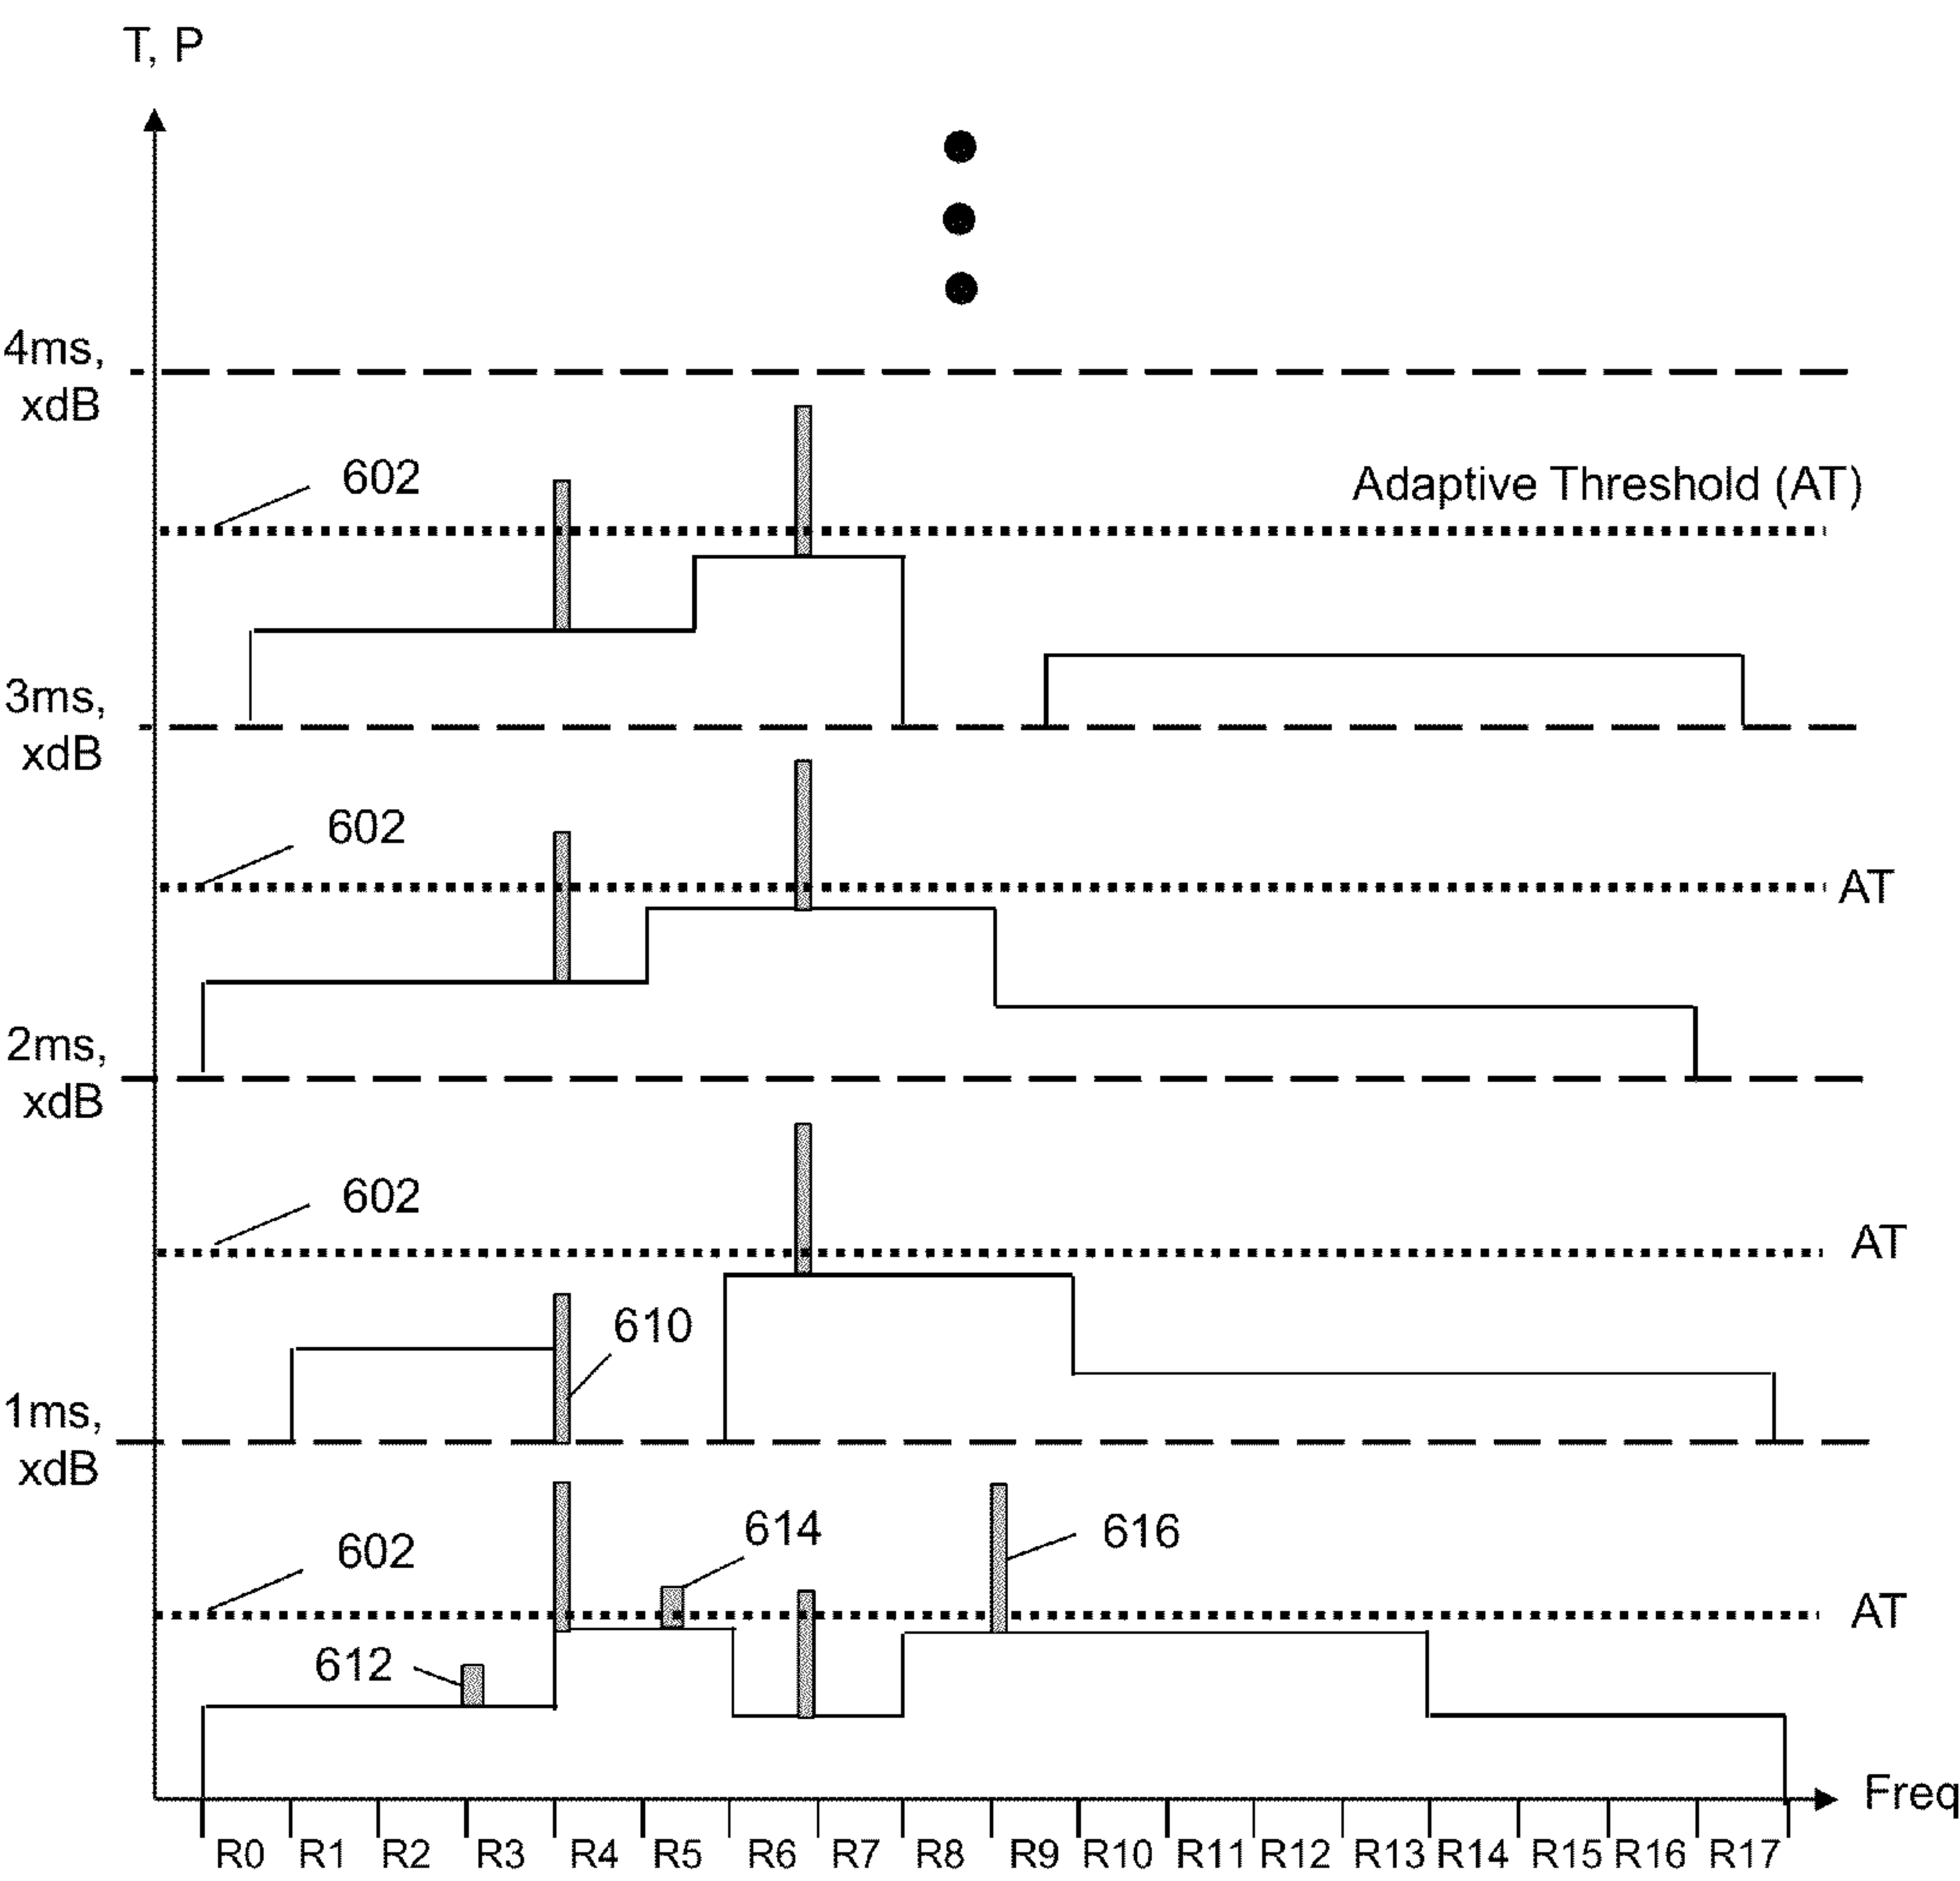 T, P
4ms,
xdB
602
Adaptive Threshold (AT)
3ms,
xdB
602
AT
2ms,
xdB
602
AT
610
1ms,
xdB
614
616
602
AT
612
Freq
R0 R1 R2 R3 R4 R5 R6 R7 R8 R9 R10 R11 R12 R13 R14 R15 R16 R17